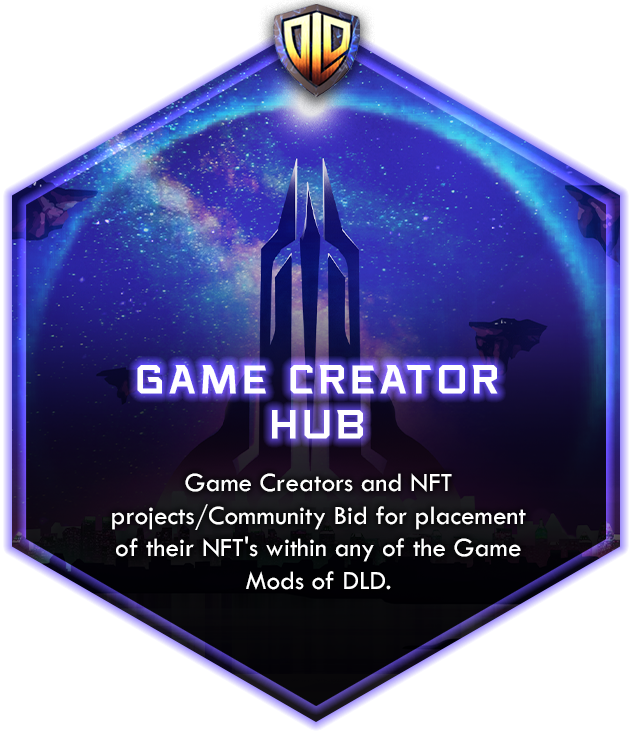 DLD
GAME CREATOR
HUB
Game Creators and NFT
projects/Community Bid for placement
of their NFT's within any of the Game
Mods of DLD.